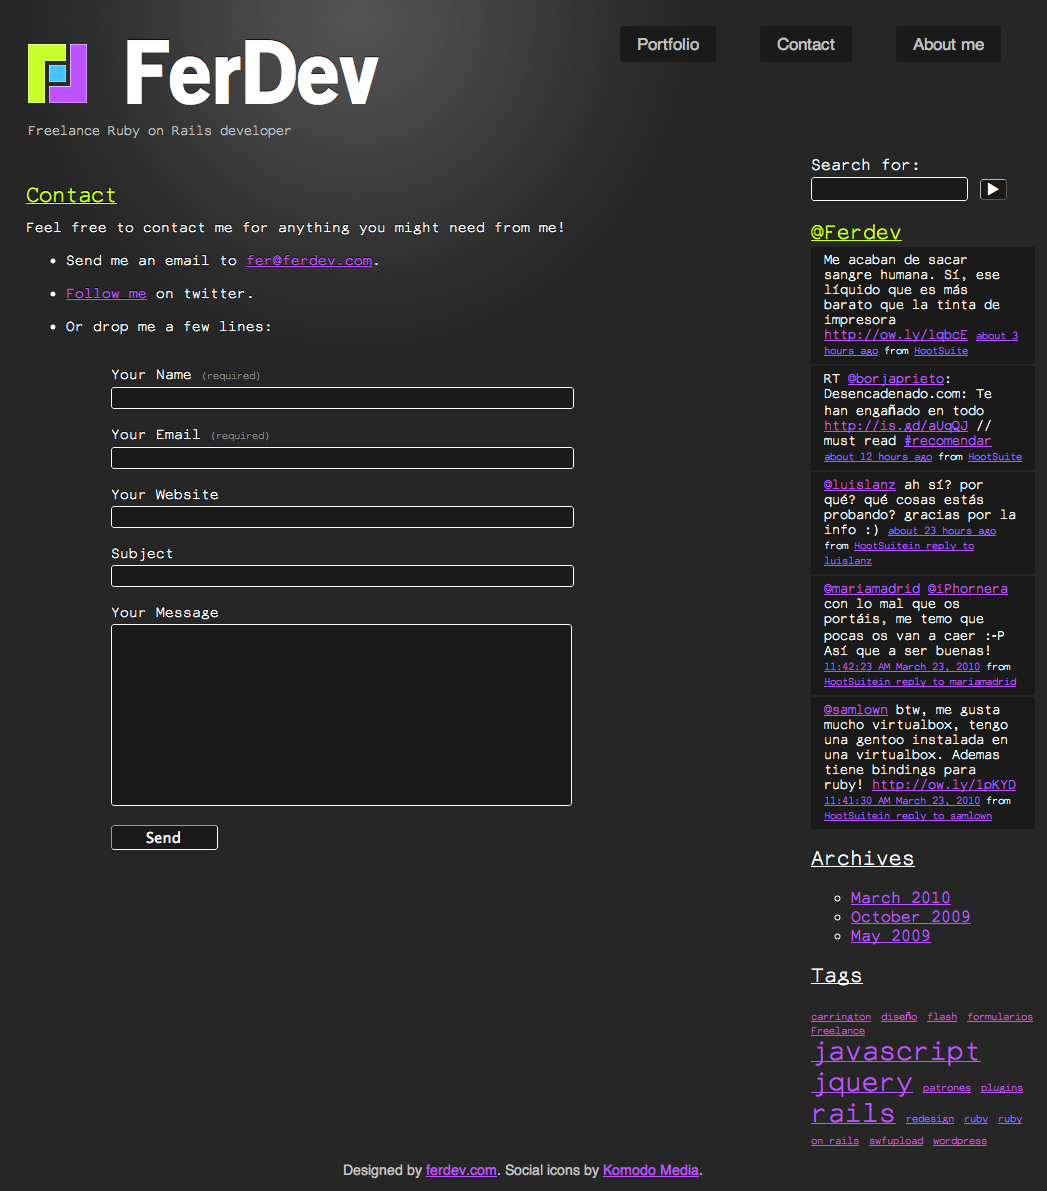 FerDev
Portfolio
Contact
About me
Freelance Ruby on Rails developer
Contact
Feel free to contact me for anything you might need from me!
Send me an email to fer@ferdev.com.
Follow me on twitter.
Or drop me a few lines:
Your Name (required)
Your Email (required)
Your Website
Subject
Your Message
Send
Search for:
@Ferdev
Me acaban de sacar
sangre humana. Sí, ese
líquido que es más
barato que la tinta de
impresora
http://ow.ly/1qbcE about 3
hours ago from HootSuite
RT @borjaprieto:
Desencadenado.com: Te
han engañado en todo
http://is.gd/aUqQJ //
must read #recomendar
about 12 hours ago from HootSuite
@luislanz ah sí? por
qué? qué cosas estás
probando? gracias por la
info :) about 23 hours ago
from HootSuitein reply to
luislanz
@mariamadrid @iPhornera
con lo mal que os
portáis, me temo que
pocas os van a caer :-P
Así que a ser buenas!
11:42:23 AM March 23, 2010 from
HootSuitein reply to mariamadrid
@samlown btw, me gusta
mucho virtualbox, tengo
una gentoo instalada en
una virtualbox. Ademas
tiene bindings para
ruby! http://ow.ly/1pKYD
11:41:30 AM March 23, 2010 from
HootSuitein reply to samlown
Archives
March 2010
October 2009
May 2009
Tags
carrington diseño flash formularios
Freelance
javascript
jquery patrones plugins
rails redesign ruby ruby
on rails swfupload wordpress
Designed by ferdev.com. Social icons by Komodo Media.